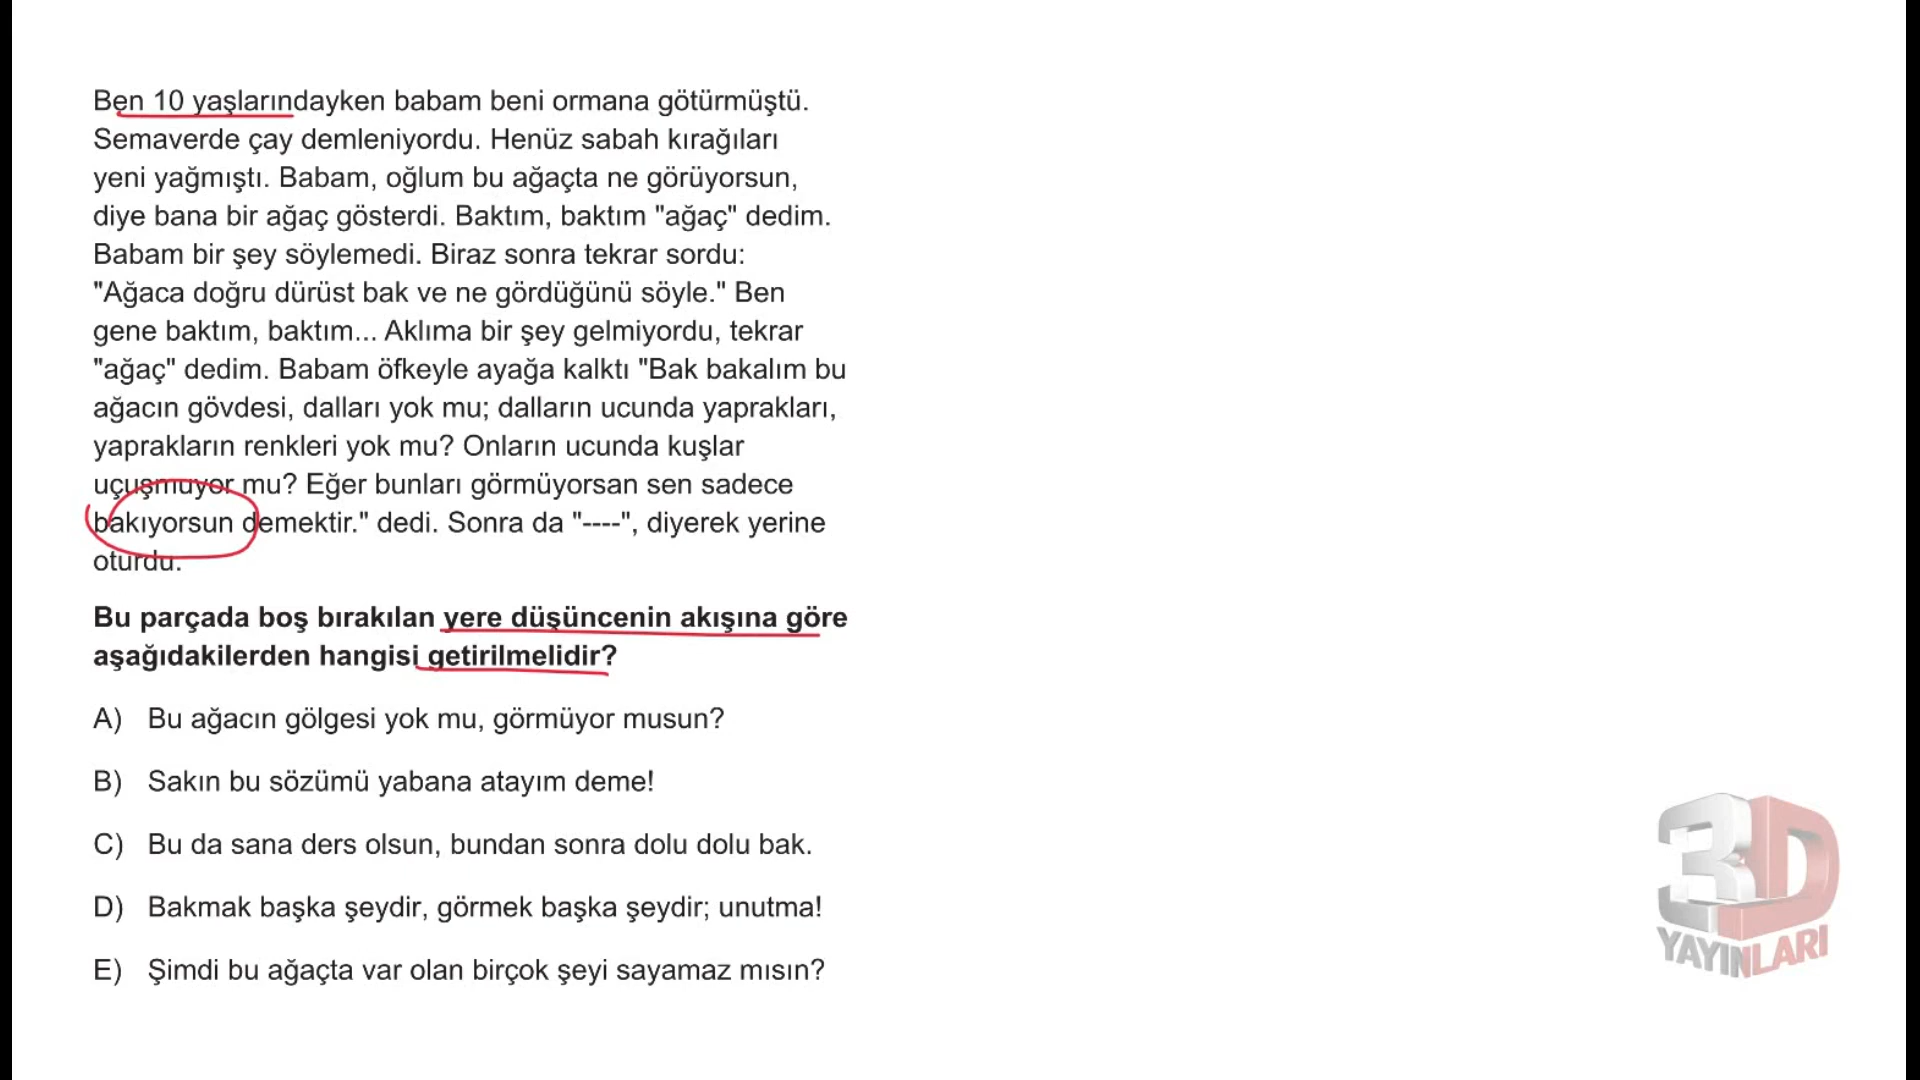 Ben 10 yaşlarındayken babam beni ormana götürmüştü.
Semaverde çay demleniyordu. Henüz sabah kırağıları
yeni yağmıştı. Babam, oğlum bu ağaçta ne görüyorsun,
diye bana bir ağaç gösterdi. Baktım, baktım "ağaç" dedim.
Babam bir şey söylemedi. Biraz sonra tekrar sordu:
"Ağaca doğru dürüst bak ve ne gördüğünü söyle." Ben
gene baktım, baktım... Aklıma bir şey gelmiyordu, tekrar
"ağaç" dedim. Babam öfkeyle ayağa kalktı "Bak bakalım bu
ağacın gövdesi, dalları yok mu; dalların ucunda yaprakları,
yaprakların renkleri yok mu? Onların ucunda kuşlar
uçuşmuyor mu? Eğer bunları görmüyorsan sen sadece
bakıyorsun demektir." dedi. Sonra da "----", diyerek yerine
oturdu.
Bu parçada boş bırakılan yere düşüncenin akışına göre
aşağıdakilerden hangisi getirilmelidir?
A) Bu ağacın gölgesi yok mu, görmüyor musun?
B) Sakın bu sözümü yabana atayım deme!
C) Bu da sana ders olsun, bundan sonra dolu dolu bak.
D) Bakmak başka şeydir, görmek başka şeydir; unutma!
E) Şimdi bu ağaçta var olan birçok şeyi sayamaz mısın?
3D
YAYINLARI